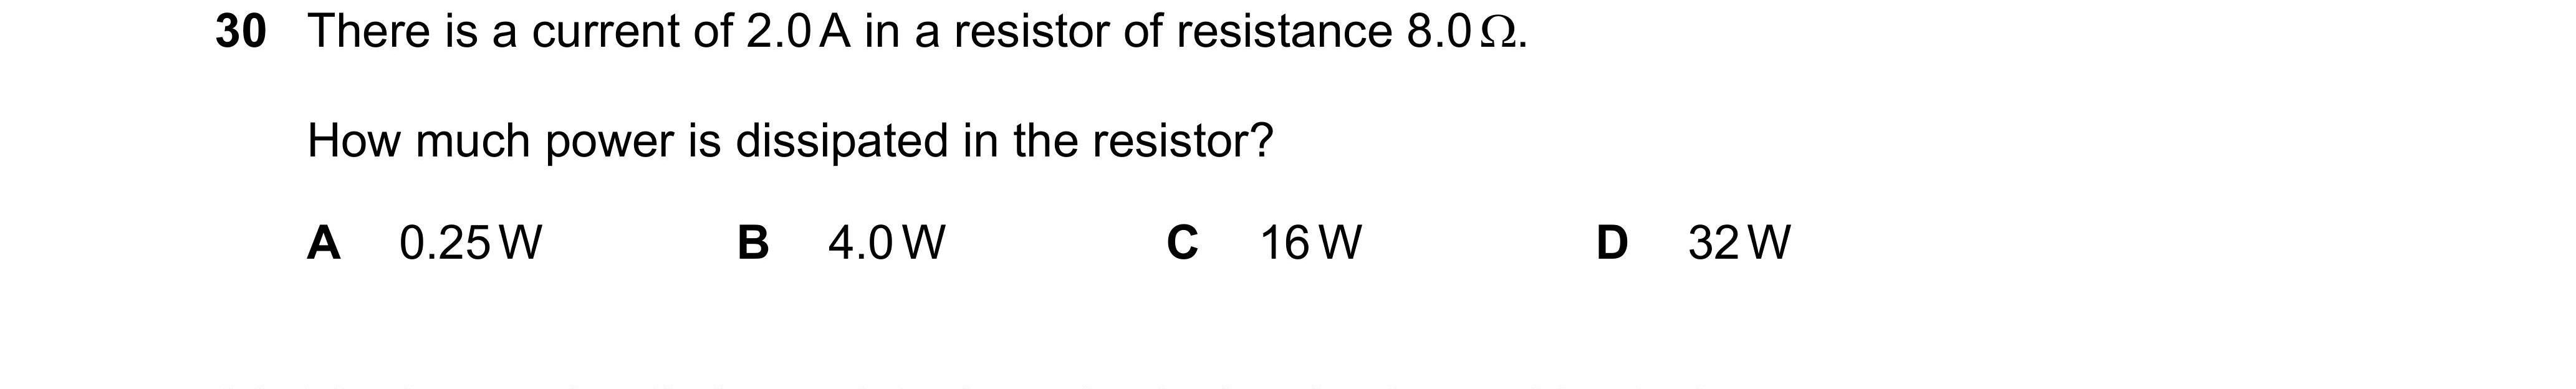 30 There is a current of 2.0 A in a resistor of resistance 8.0 Ω.
How much power is dissipated in the resistor?
A 0.25 W B 4.0 W C 16 W D 32 W